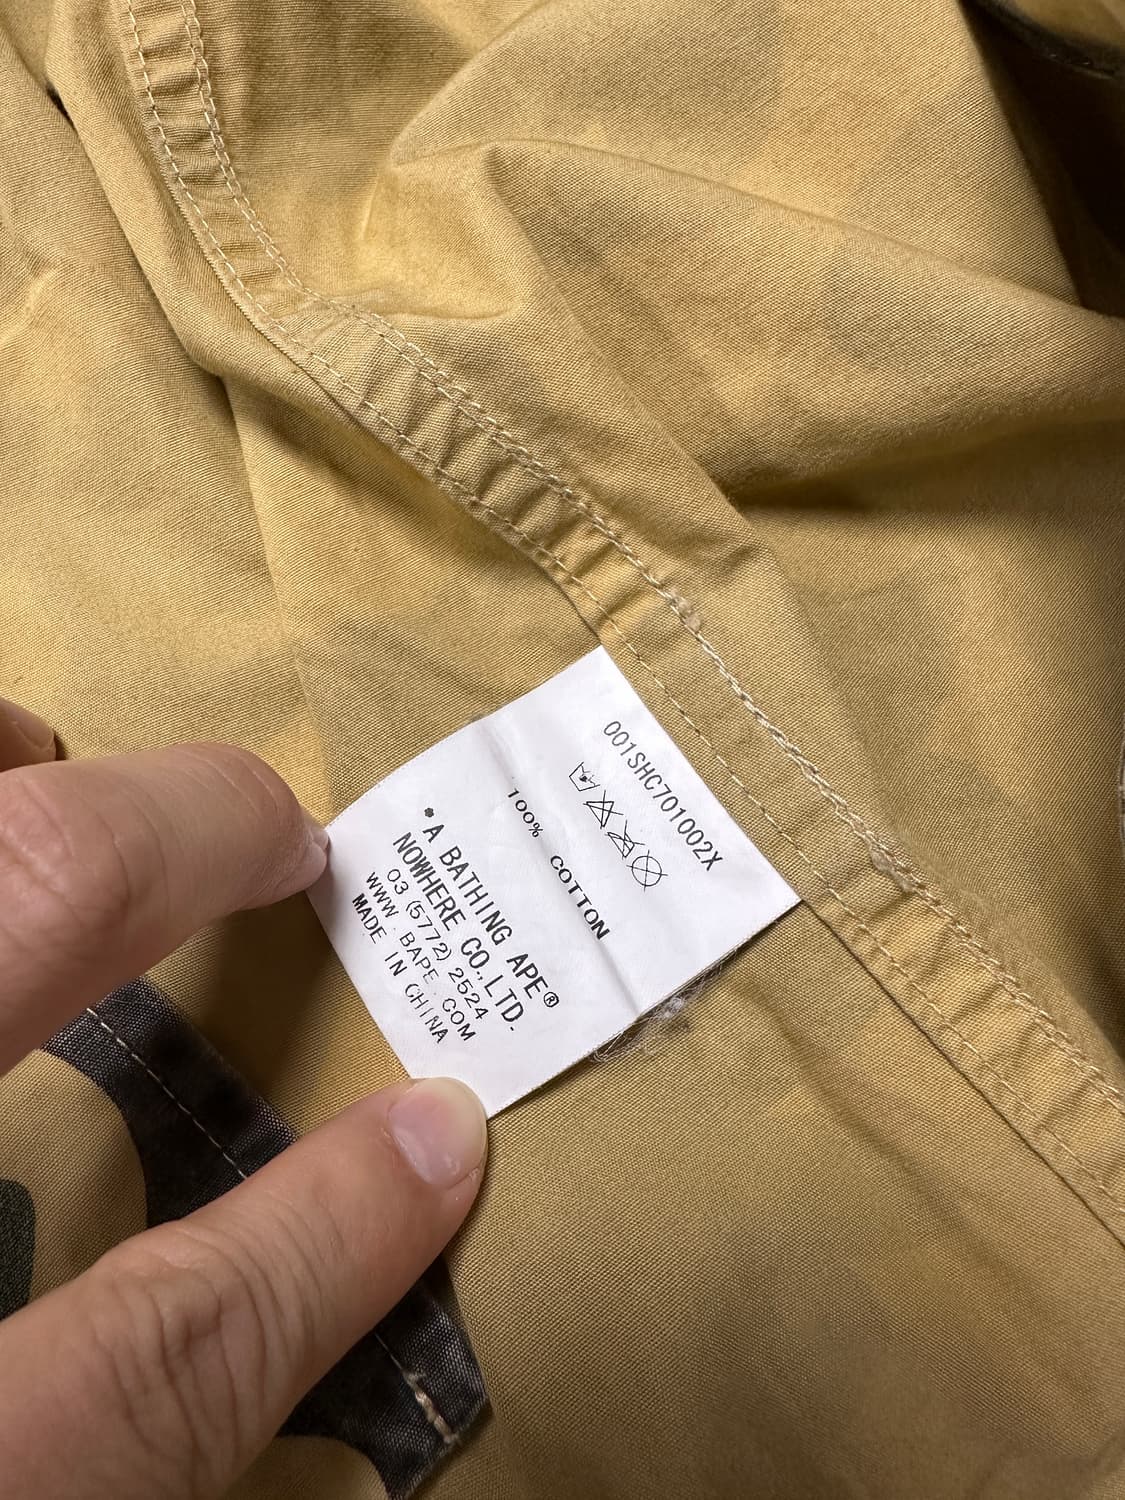 001SHC701002X
100% COTTON
A BATHING APE®
NOWHERE CO., LTD.
03 (5772) 2524
WWW.BAPE.COM
MADE IN CHINA